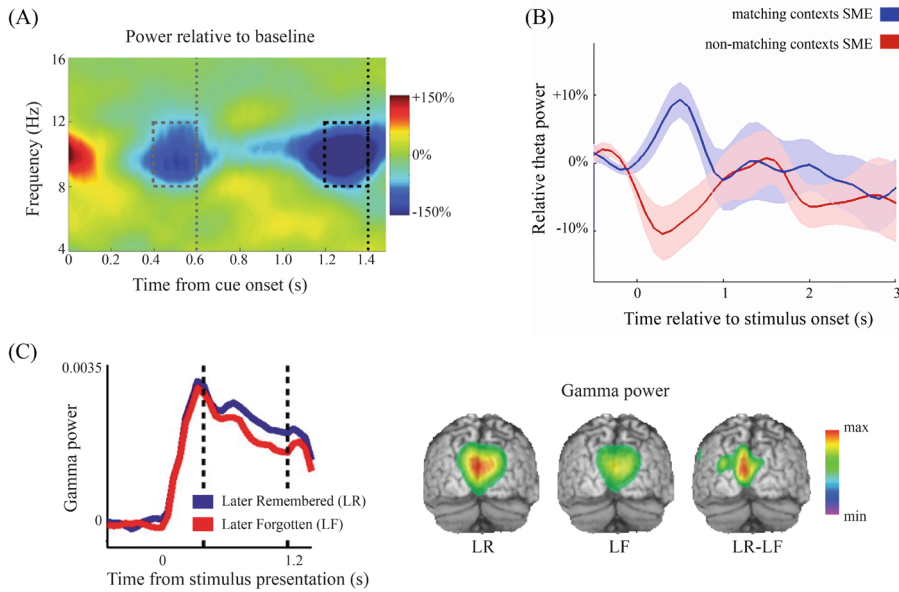 (A)
Power relative to baseline
Frequency (Hz)
16
12
8
4
0
0.2
0.4
0.6
0.8
1.0
1.2
1.4
Time from cue onset (s)
+150%
0%
-150%
(B)
matching contexts SME
non-matching contexts SME
Relative theta power
+10%
0%
-10%
0
1
2
3
Time relative to stimulus onset (s)
(C)
Gamma power
0.0035
0
Later Remembered (LR)
Later Forgotten (LF)
0
1.2
Time from stimulus presentation (s)
Gamma power
LR
LF
LR-LF
max
min